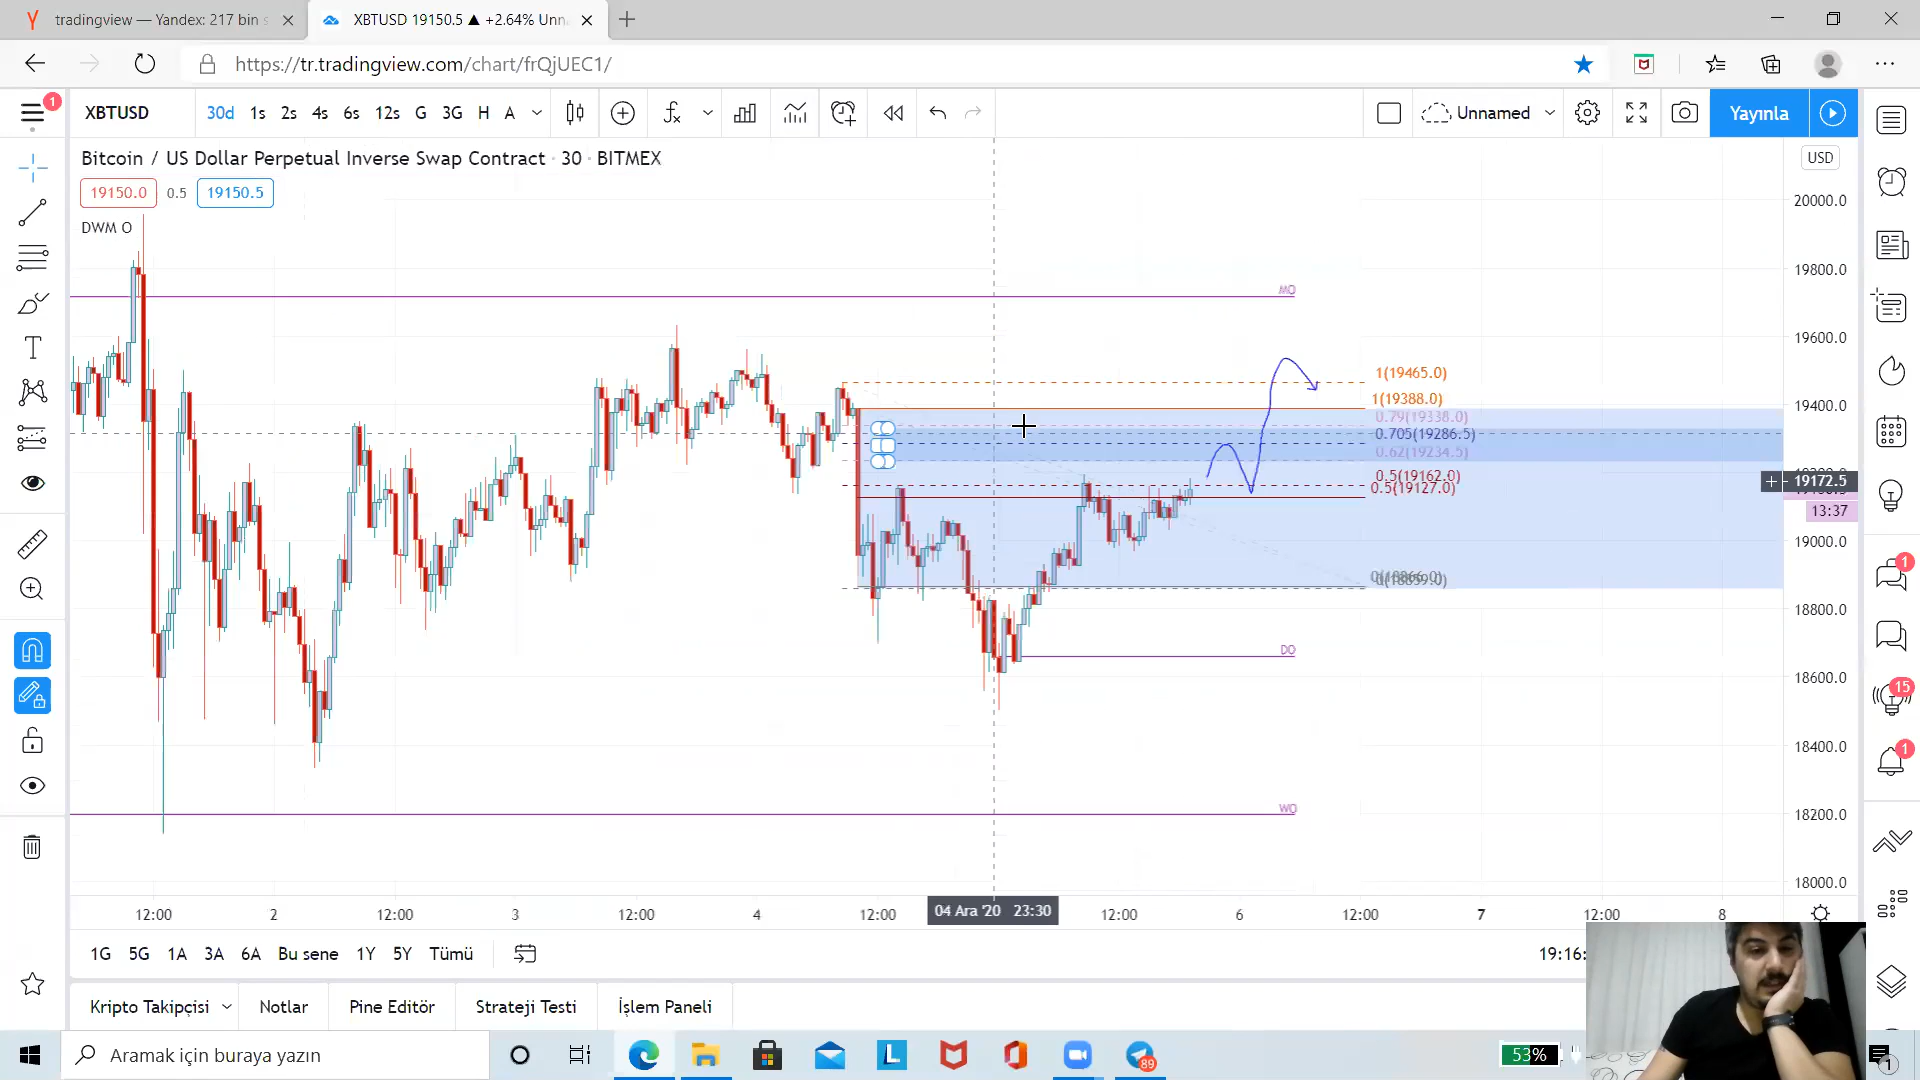 tradingview — Yandex: 217 bin s
XBTUSD 19150.5 ▲ +2.64% Unn
https://tr.tradingview.com/chart/frQjUEC1/
1
XBTUSD
30d 1s 2s 4s 6s 12s G 3G H A
Unnamed
Yayınla
Bitcoin / US Dollar Perpetual Inverse Swap Contract · 30 · BITMEX
USD
19150.0 0.5 19150.5
DWM O
20000.0
19800.0
MO
19600.0
1(19465.0)
1(19388.0)
19400.0
0.79(19338.0)
0.705(19286.5)
0.62(19234.5)
0.5(19162.0)
0.5(19127.0)
19172.5
13:37
19000.0
18800.0
DO
18600.0
18400.0
WO
18200.0
18000.0
1
15
1
12:00 2 12:00 3 12:00 4 12:00 04 Ara '20 23:30 12:00 6 12:00 7 12:00 8
1G 5G 1A 3A 6A Bu sene 1Y 5Y Tümü
19:16:
Kripto Takipçisi Notlar Pine Editör Strateji Testi İşlem Paneli
Aramak için buraya yazın
L
89
53%
1